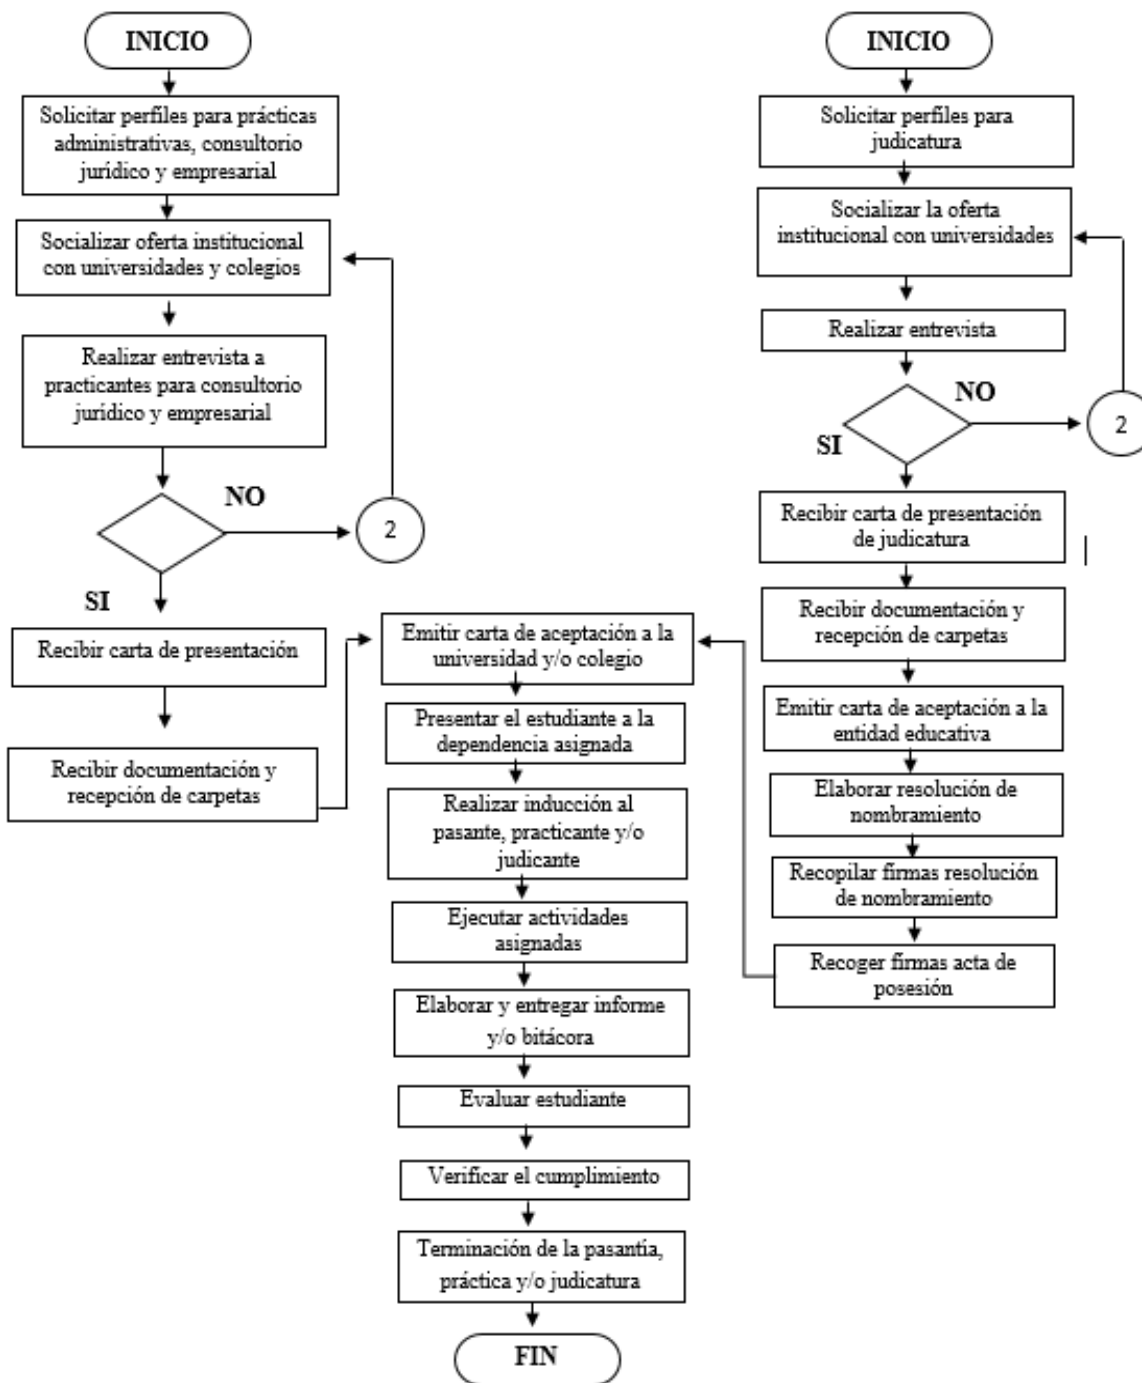 INICIO
Solicitar perfiles para prácticas
administrativas, consultorio
jurídico y empresarial
Socializar oferta institucional
con universidades y colegios
Realizar entrevista a
practicantes para consultorio
jurídico y empresarial
NO
2
SI
Recibir carta de presentación
Recibir documentación y
recepción de carpetas
Emitir carta de aceptación a la
universidad y/o colegio
Presentar el estudiante a la
dependencia asignada
Realizar inducción al
pasante, practicante y/o
judicante
Ejecutar actividades
asignadas
Elaborar y entregar informe
y/o bitácora
Evaluar estudiante
Verificar el cumplimiento
Terminación de la pasantía,
práctica y/o judicatura
FIN
INICIO
Solicitar perfiles para
judicatura
Socializar la oferta
institucional con universidades
Realizar entrevista
NO
2
SI
Recibir carta de presentación
de judicatura
Recibir documentación y
recepción de carpetas
Emitir carta de aceptación a la
entidad educativa
Elaborar resolución de
nombramiento
Recopilar firmas resolución
de nombramiento
Recoger firmas acta de
posesión